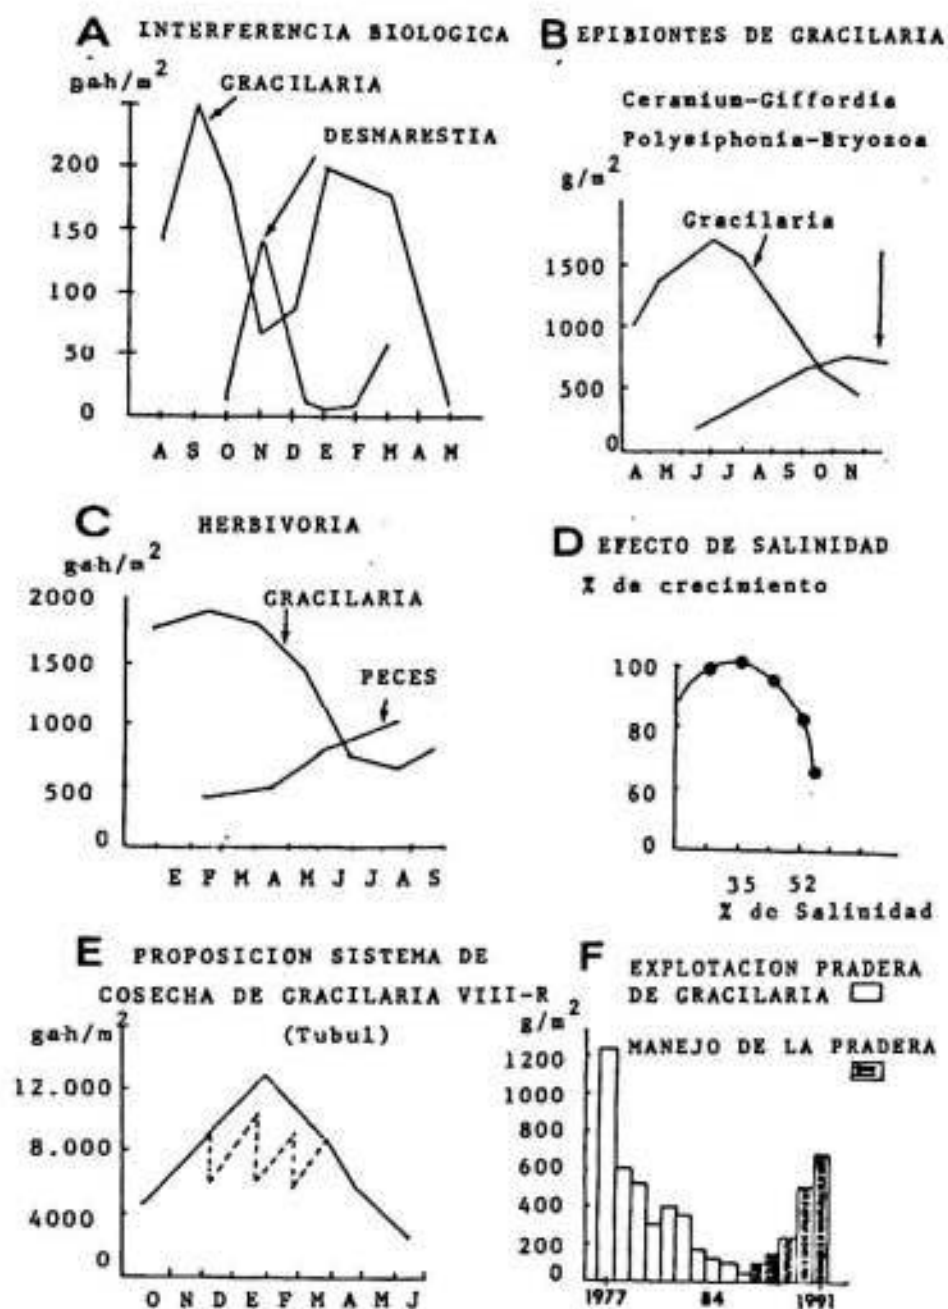 A INTERFERENCIA BIOLOGICA
gah/m²
GRACILARIA
DESMARESTIA
200
150
100
50
0
A S O N D E F M A M
B EPIBIONTES DE GRACILARIA
Ceranium-Giffordia
Polysiphonia-Bryozoa
g/m²
Gracilaria
1500
1000
500
0
A M J J A S O N
C HERBIVORIA
gah/m²
2000
GRACILARIA
1500
PECES
1000
500
0
E F M A M J J A S
D EFECTO DE SALINIDAD
% de crecimiento
100
80
60
0
35 52
% de Salinidad
E PROPOSICION SISTEMA DE
COSECHA DE GRACILARIA VIII-R
gah/m²
(Tubul)
12.000
8.000
4000
0
O N D E F M A M J
F EXPLOTACION PRADERA
DE GRACILARIA
g/m²
MANEJO DE LA PRADERA
1200
1000
800
600
400
200
0
1977 84 1991